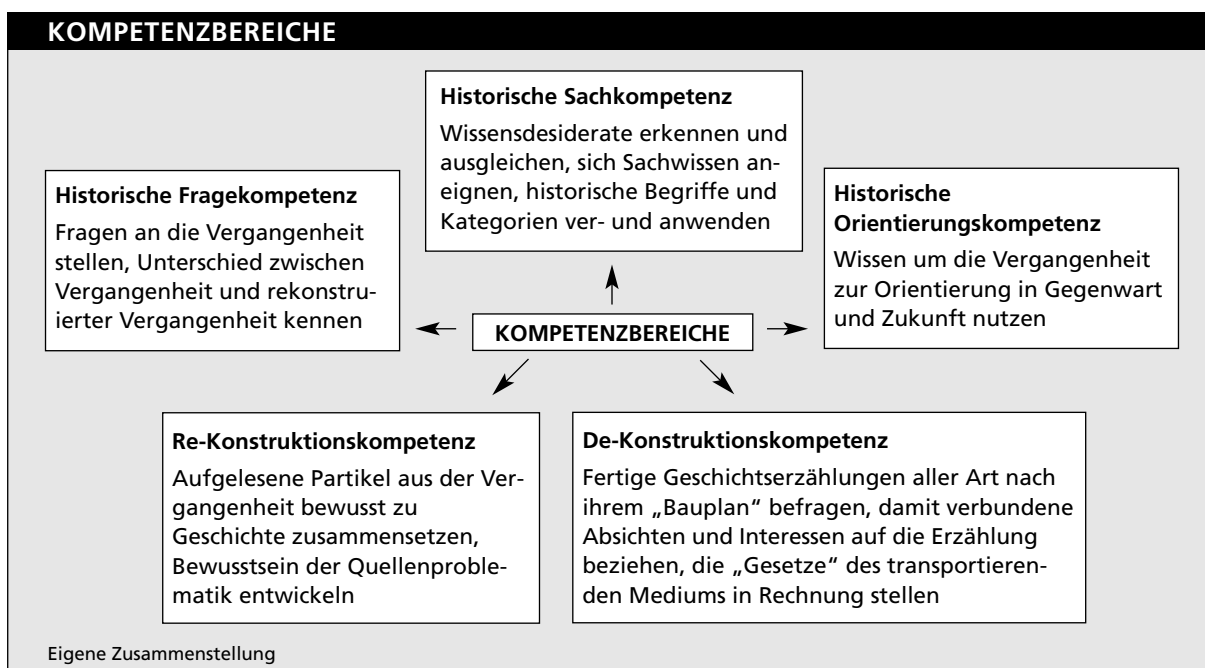 KOMPETENZBEREICHE
Historische Sachkompetenz
Wissensdesiderate erkennen und
ausgleichen, sich Sachwissen an-
eignen, historische Begriffe und
Kategorien ver- und anwenden
Historische Fragekompetenz
Fragen an die Vergangenheit
stellen, Unterschied zwischen
Vergangenheit und rekonstru-
ierter Vergangenheit kennen
Historische
Orientierungskompetenz
Wissen um die Vergangenheit
zur Orientierung in Gegenwart
und Zukunft nutzen
KOMPETENZBEREICHE
Re-Konstruktionskompetenz
Aufgelesene Partikel aus der Ver-
gangenheit bewusst zu
Geschichte zusammensetzen,
Bewusstsein der Quellenproble-
matik entwickeln
De-Konstruktionskompetenz
Fertige Geschichtserzählungen aller Art nach
ihrem „Bauplan“ befragen, damit verbundene
Absichten und Interessen auf die Erzählung
beziehen, die „Gesetze“ des transportieren-
den Mediums in Rechnung stellen
Eigene Zusammenstellung